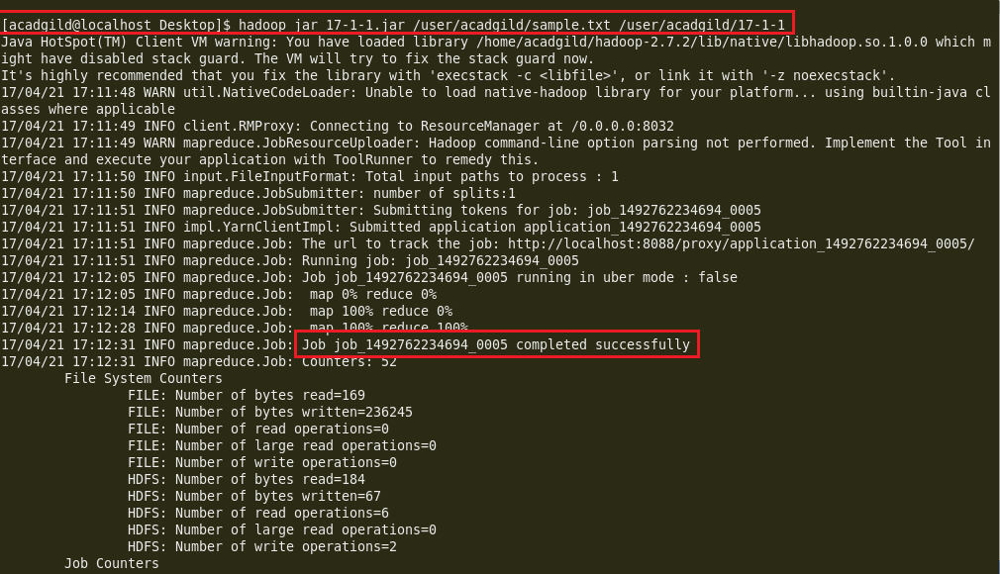 [acadgild@localhost Desktop]$ hadoop jar 17-1-1.jar /user/acadgild/sample.txt /user/acadgild/17-1-1
Java HotSpot(TM) Client VM warning: You have loaded library /home/acadgild/hadoop-2.7.2/lib/native/libhadoop.so.1.0.0 which m
ight have disabled stack guard. The VM will try to fix the stack guard now.
It's highly recommended that you fix the library with 'execstack -c <libfile>', or link it with '-z noexecstack'.
17/04/21 17:11:48 WARN util.NativeCodeLoader: Unable to load native-hadoop library for your platform... using builtin-java cl
asses where applicable
17/04/21 17:11:49 INFO client.RMProxy: Connecting to ResourceManager at /0.0.0.0:8032
17/04/21 17:11:49 WARN mapreduce.JobResourceUploader: Hadoop command-line option parsing not performed. Implement the Tool in
terface and execute your application with ToolRunner to remedy this.
17/04/21 17:11:50 INFO input.FileInputFormat: Total input paths to process : 1
17/04/21 17:11:50 INFO mapreduce.JobSubmitter: number of splits:1
17/04/21 17:11:51 INFO mapreduce.JobSubmitter: Submitting tokens for job: job_1492762234694_0005
17/04/21 17:11:51 INFO impl.YarnClientImpl: Submitted application application_1492762234694_0005
17/04/21 17:11:51 INFO mapreduce.Job: The url to track the job: http://localhost:8088/proxy/application_1492762234694_0005/
17/04/21 17:11:51 INFO mapreduce.Job: Running job: job_1492762234694_0005
17/04/21 17:12:05 INFO mapreduce.Job: Job job_1492762234694_0005 running in uber mode : false
17/04/21 17:12:05 INFO mapreduce.Job:  map 0% reduce 0%
17/04/21 17:12:14 INFO mapreduce.Job:  map 100% reduce 0%
17/04/21 17:12:28 INFO mapreduce.Job:  map 100% reduce 100%
17/04/21 17:12:31 INFO mapreduce.Job: Job job_1492762234694_0005 completed successfully
17/04/21 17:12:31 INFO mapreduce.Job: Counters: 52
File System Counters
FILE: Number of bytes read=169
FILE: Number of bytes written=236245
FILE: Number of read operations=0
FILE: Number of large read operations=0
FILE: Number of write operations=0
HDFS: Number of bytes read=184
HDFS: Number of bytes written=67
HDFS: Number of read operations=6
HDFS: Number of large read operations=0
HDFS: Number of write operations=2
Job Counters